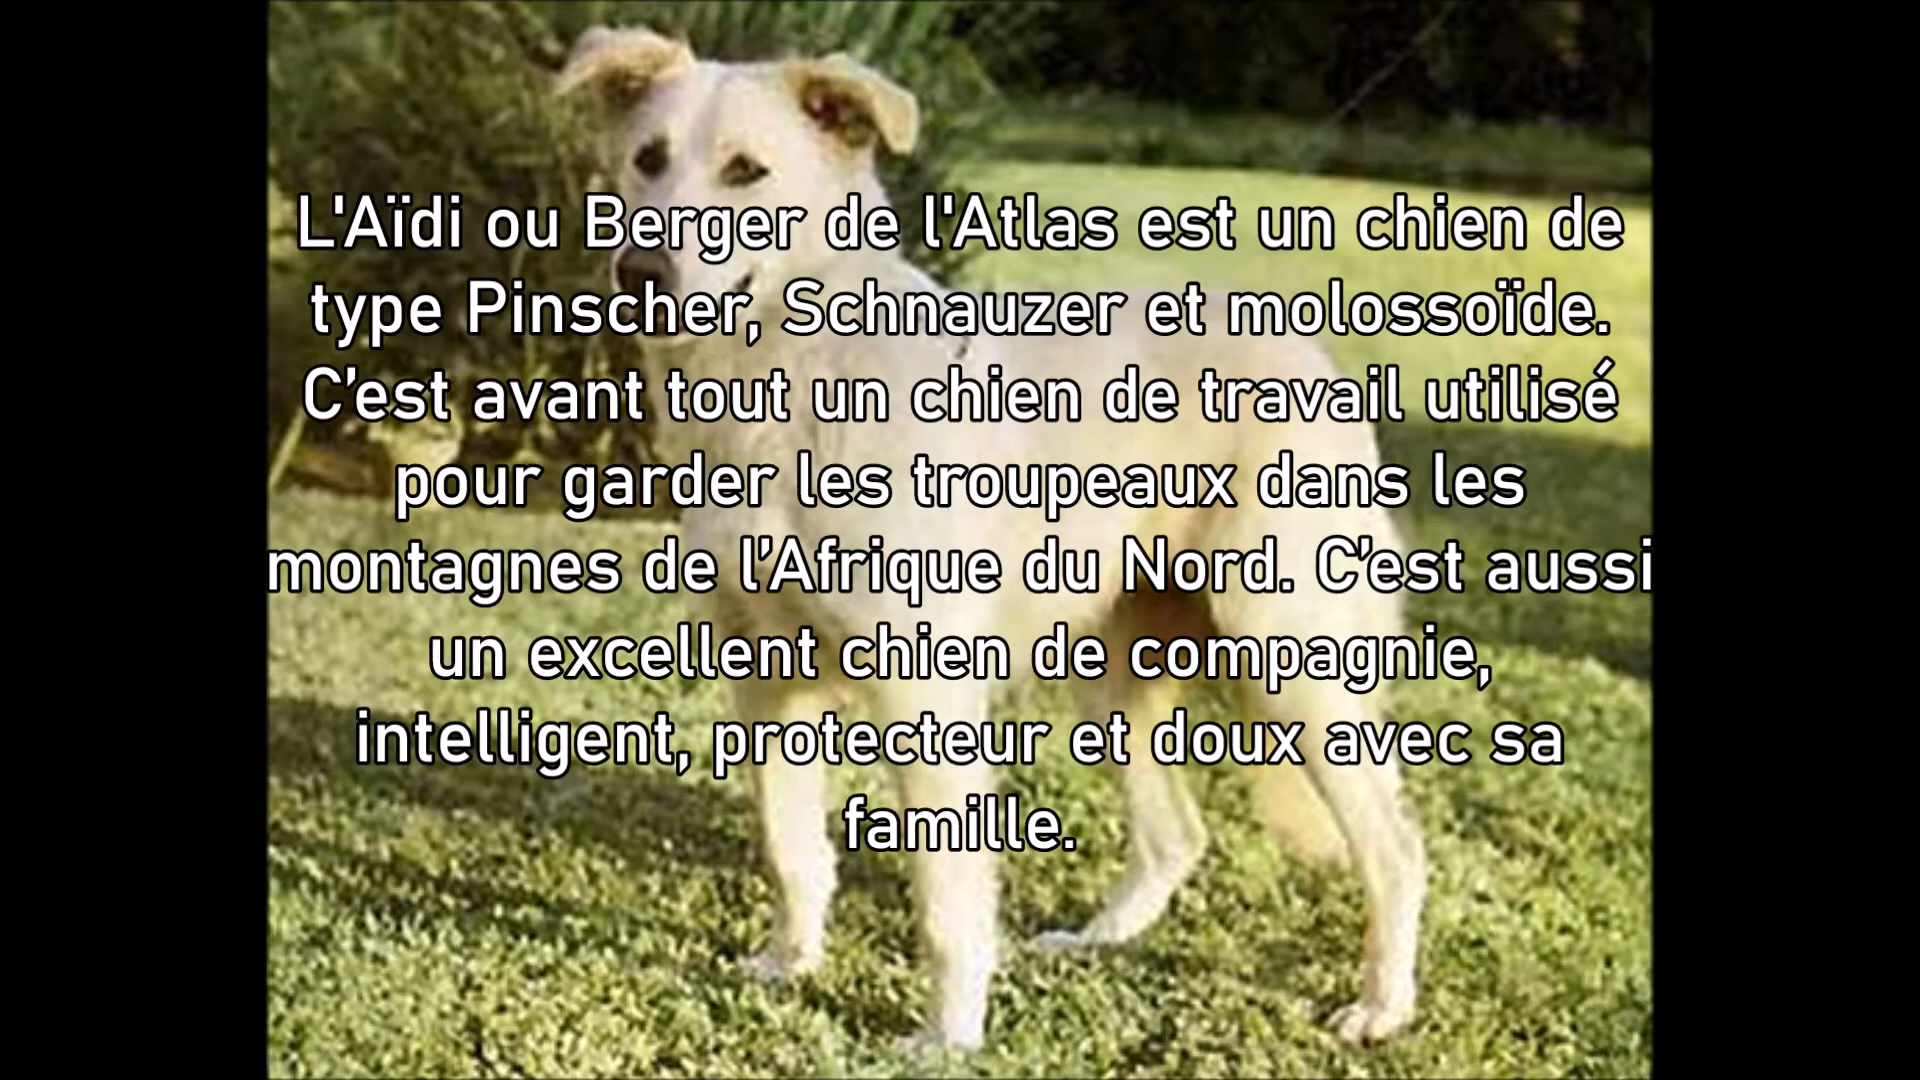 L'Aïdi ou Berger de l'Atlas est un chien de
type Pinscher, Schnauzer et molossoïde.
C’est avant tout un chien de travail utilisé
pour garder les troupeaux dans les
montagnes de l’Afrique du Nord. C’est aussi
un excellent chien de compagnie,
intelligent, protecteur et doux avec sa
famille.